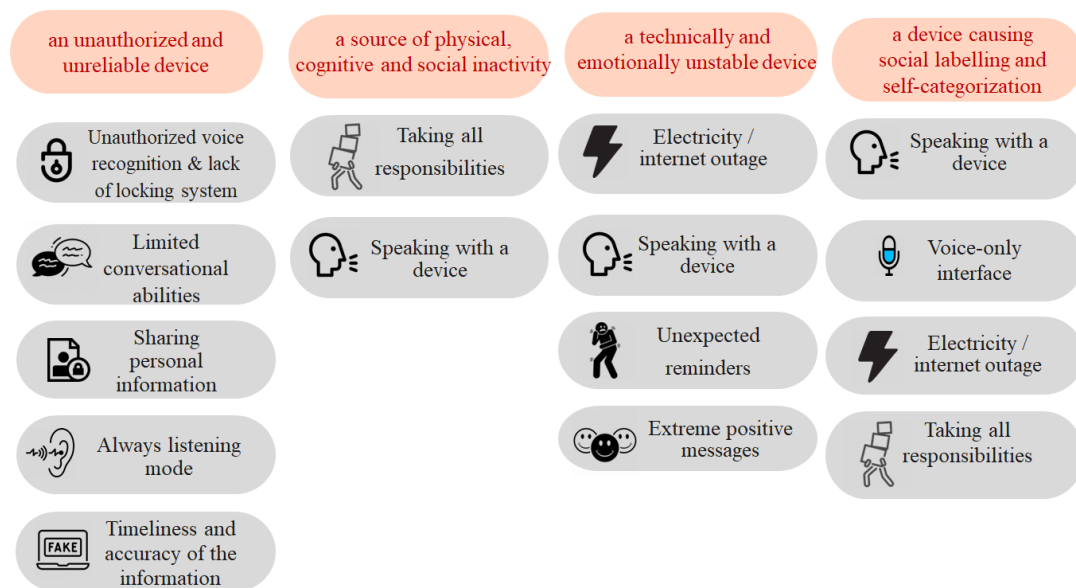 an unauthorized and
unreliable device
Unauthorized voice
recognition & lack
of locking system
Limited
conversational
abilities
Sharing
personal
information
Always listening
mode
FAKE
Timeliness and
accuracy of the
information
a source of physical,
cognitive and social inactivity
Taking all
responsibilities
Speaking with a
device
a technically and
emotionally unstable device
Electricity /
internet outage
Speaking with a
device
Unexpected
reminders
Extreme positive
messages
a device causing
social labelling and
self-categorization
Speaking with a
device
Voice-only
interface
Electricity /
internet outage
Taking all
responsibilities